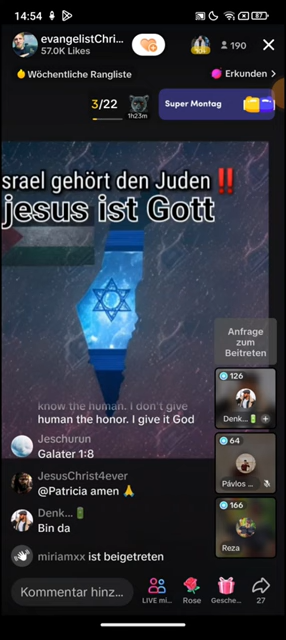 14:54
87
evangelistChri...
57.0K Likes
190
Wöchentliche Rangliste
Erkunden
3/22
1h23m
Super Montag
srael gehört den Juden‼️
jesus ist Gott
Anfrage
zum
Beitreten
126
Denk...
know the human. I don't give
human the honor. I give it God
Jeschurun
Galater 1:8
64
Pávlos ...
JesusChrist4ever
@Patricia amen 🙏
Denk...
Bin da
166
Reza
miriamxx ist beigetreten
Kommentar hinz...
LIVE mi...
Rose
Gesche...
27